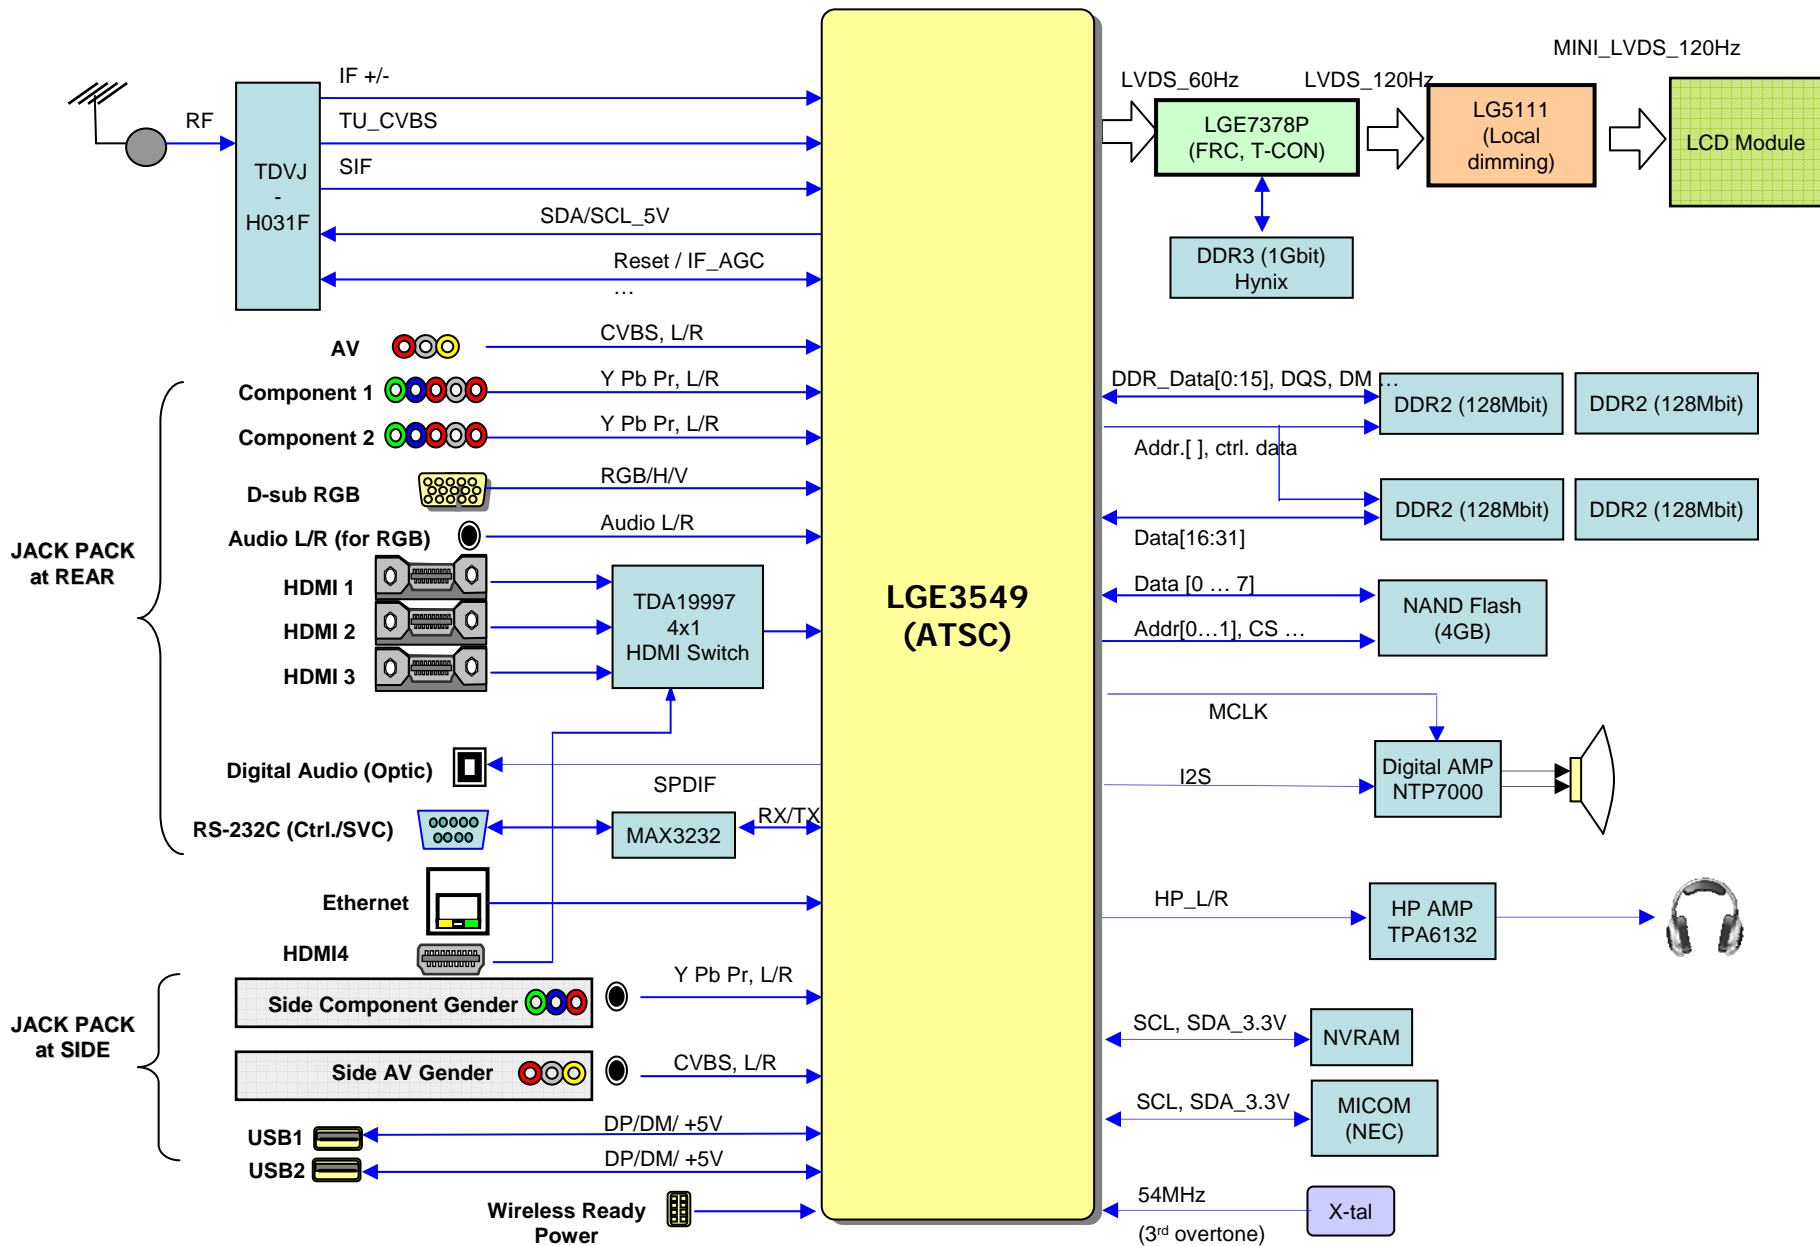 MINI_LVDS_120Hz
IF +/-
LVDS_60Hz
LVDS_120Hz
RF
TU_CVBS
LGE7378P
(FRC, T-CON)
LG5111
(Local
dimming)
LCD Module
SIF
TDVJ
-
H031F
SDA/SCL_5V
Reset / IF_AGC
…
DDR3 (1Gbit)
Hynix
AV
CVBS, L/R
Component 1
Y Pb Pr, L/R
DDR_Data[0:15], DQS, DM …
DDR2 (128Mbit)
DDR2 (128Mbit)
Component 2
Y Pb Pr, L/R
Addr.[ ], ctrl. data
D-sub RGB
RGB/H/V
DDR2 (128Mbit)
DDR2 (128Mbit)
Audio L/R (for RGB)
Audio L/R
Data[16:31]
JACK PACK
at REAR
HDMI 1
HDMI 2
HDMI 3
TDA19997
4x1
HDMI Switch
LGE3549
(ATSC)
Data [0 … 7]
Addr[0…1], CS …
NAND Flash
(4GB)
MCLK
Digital Audio (Optic)
SPDIF
I2S
Digital AMP
NTP7000
RS-232C (Ctrl./SVC)
MAX3232
RX/TX
Ethernet
HP_L/R
HP AMP
TPA6132
HDMI4
JACK PACK
at SIDE
Side Component Gender
Y Pb Pr, L/R
SCL, SDA_3.3V
NVRAM
Side AV Gender
CVBS, L/R
SCL, SDA_3.3V
MICOM
(NEC)
USB1
DP/DM/ +5V
USB2
DP/DM/ +5V
Wireless Ready
Power
54MHz
(3rd overtone)
X-tal